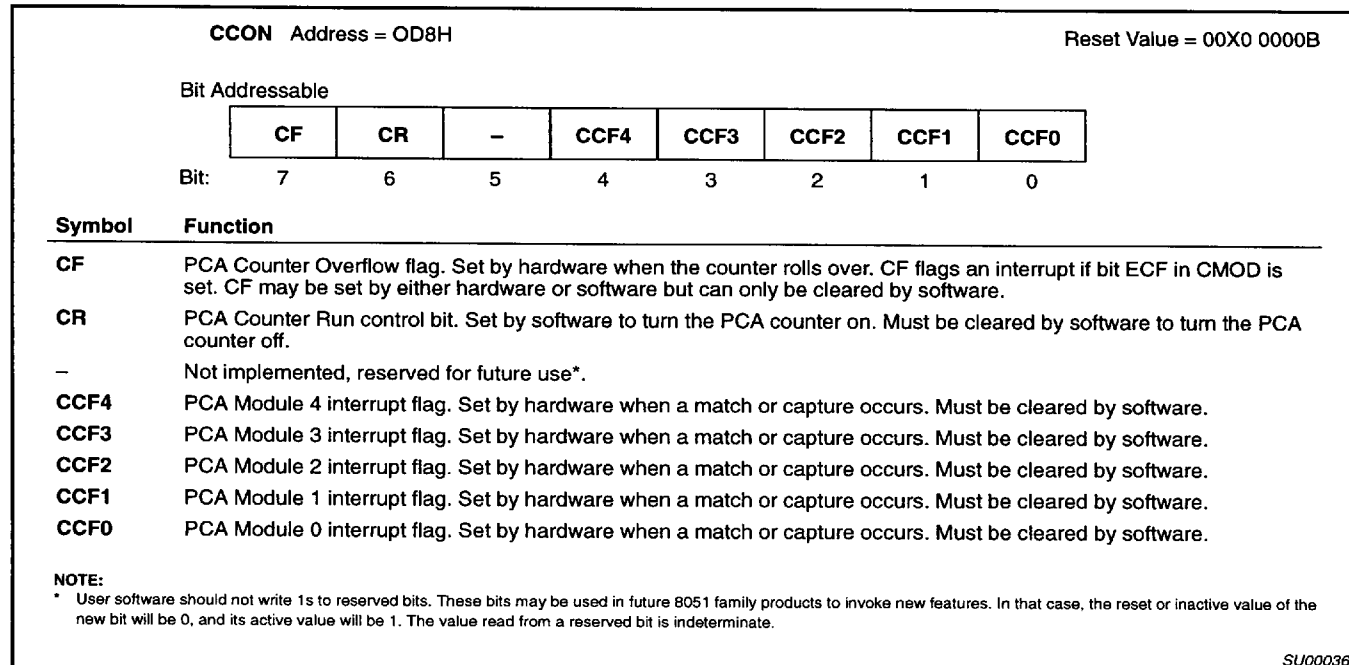 CCON Address = OD8H Reset Value = 00X0 0000B
Bit Addressable
CF CR – CCF4 CCF3 CCF2 CCF1 CCF0
Bit: 7 6 5 4 3 2 1 0
Symbol Function
CF PCA Counter Overflow flag. Set by hardware when the counter rolls over. CF flags an interrupt if bit ECF in CMOD is
set. CF may be set by either hardware or software but can only be cleared by software.
CR PCA Counter Run control bit. Set by software to turn the PCA counter on. Must be cleared by software to turn the PCA
counter off.
– Not implemented, reserved for future use*.
CCF4 PCA Module 4 interrupt flag. Set by hardware when a match or capture occurs. Must be cleared by software.
CCF3 PCA Module 3 interrupt flag. Set by hardware when a match or capture occurs. Must be cleared by software.
CCF2 PCA Module 2 interrupt flag. Set by hardware when a match or capture occurs. Must be cleared by software.
CCF1 PCA Module 1 interrupt flag. Set by hardware when a match or capture occurs. Must be cleared by software.
CCF0 PCA Module 0 interrupt flag. Set by hardware when a match or capture occurs. Must be cleared by software.
NOTE:
* User software should not write 1s to reserved bits. These bits may be used in future 8051 family products to invoke new features. In that case, the reset or inactive value of the
new bit will be 0, and its active value will be 1. The value read from a reserved bit is indeterminate.
SU00036